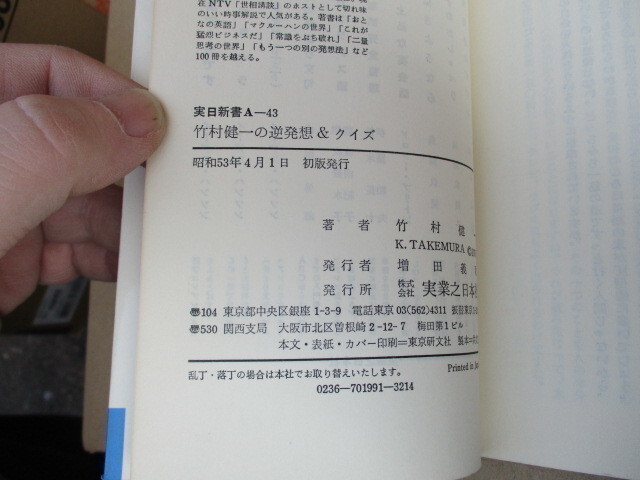 在NTV「世相講談」のホストとして切れ味
のいい時事解説で人気がある。著書は「おと
なの英語」「マクルーハンの世界」「これが
猛烈ビジネスだ」「常識をぶち破れ」「二量
思考の世界」「もう一つの別の発想法」など
100冊を越える。
実日新書A—43
竹村健一の逆発想&クイズ
昭和53年4月1日 初版発行
著者 竹村健一
K. TAKEMURA ©
発行者 増田義
発行所 株式会社 実業之日本
〠104 東京都中央区銀座1-3-9 電話東京03(562)4311 振替東京
〠530 関西支局 大阪市北区曽根崎2-12-7 梅田第1ビル
本文・表紙・カバー印刷=東京研文社 製本=
Printed in
乱丁・落丁の場合は本社でお取り替えいたします。
0236—701991—3214